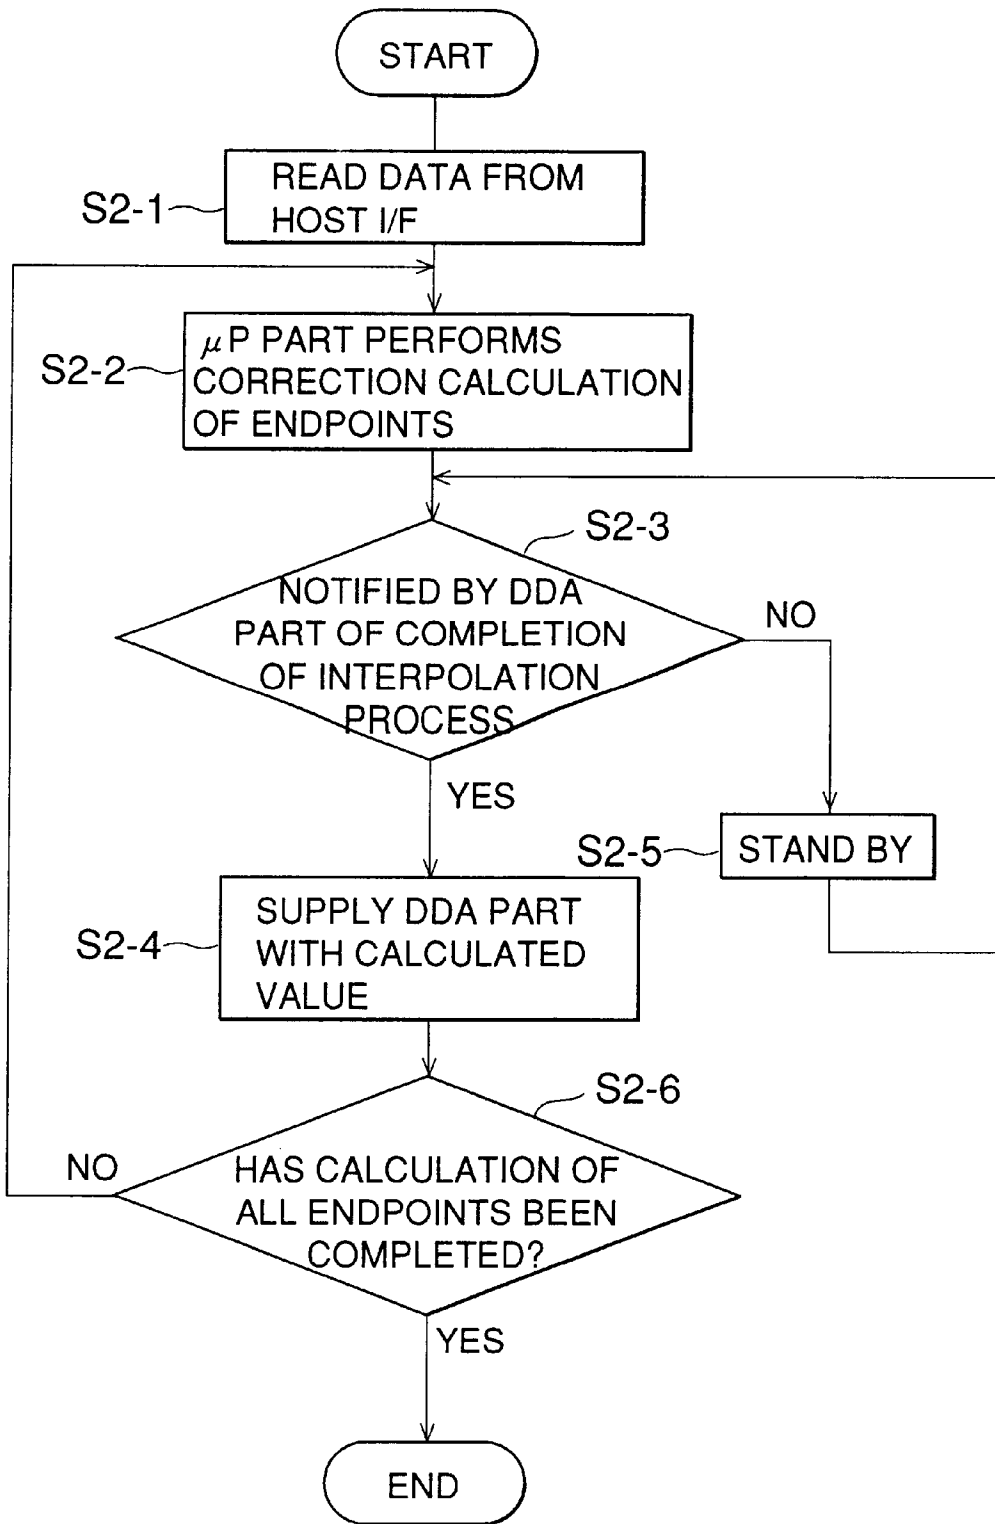 START
READ DATA FROM
HOST I/F
S2-1
μP PART PERFORMS
CORRECTION CALCULATION
OF ENDPOINTS
S2-2
S2-3
NOTIFIED BY DDA
PART OF COMPLETION
OF INTERPOLATION
PROCESS
NO
YES
S2-5
STAND BY
SUPPLY DDA PART
WITH CALCULATED
VALUE
S2-4
S2-6
NO
HAS CALCULATION OF
ALL ENDPOINTS BEEN
COMPLETED?
YES
END